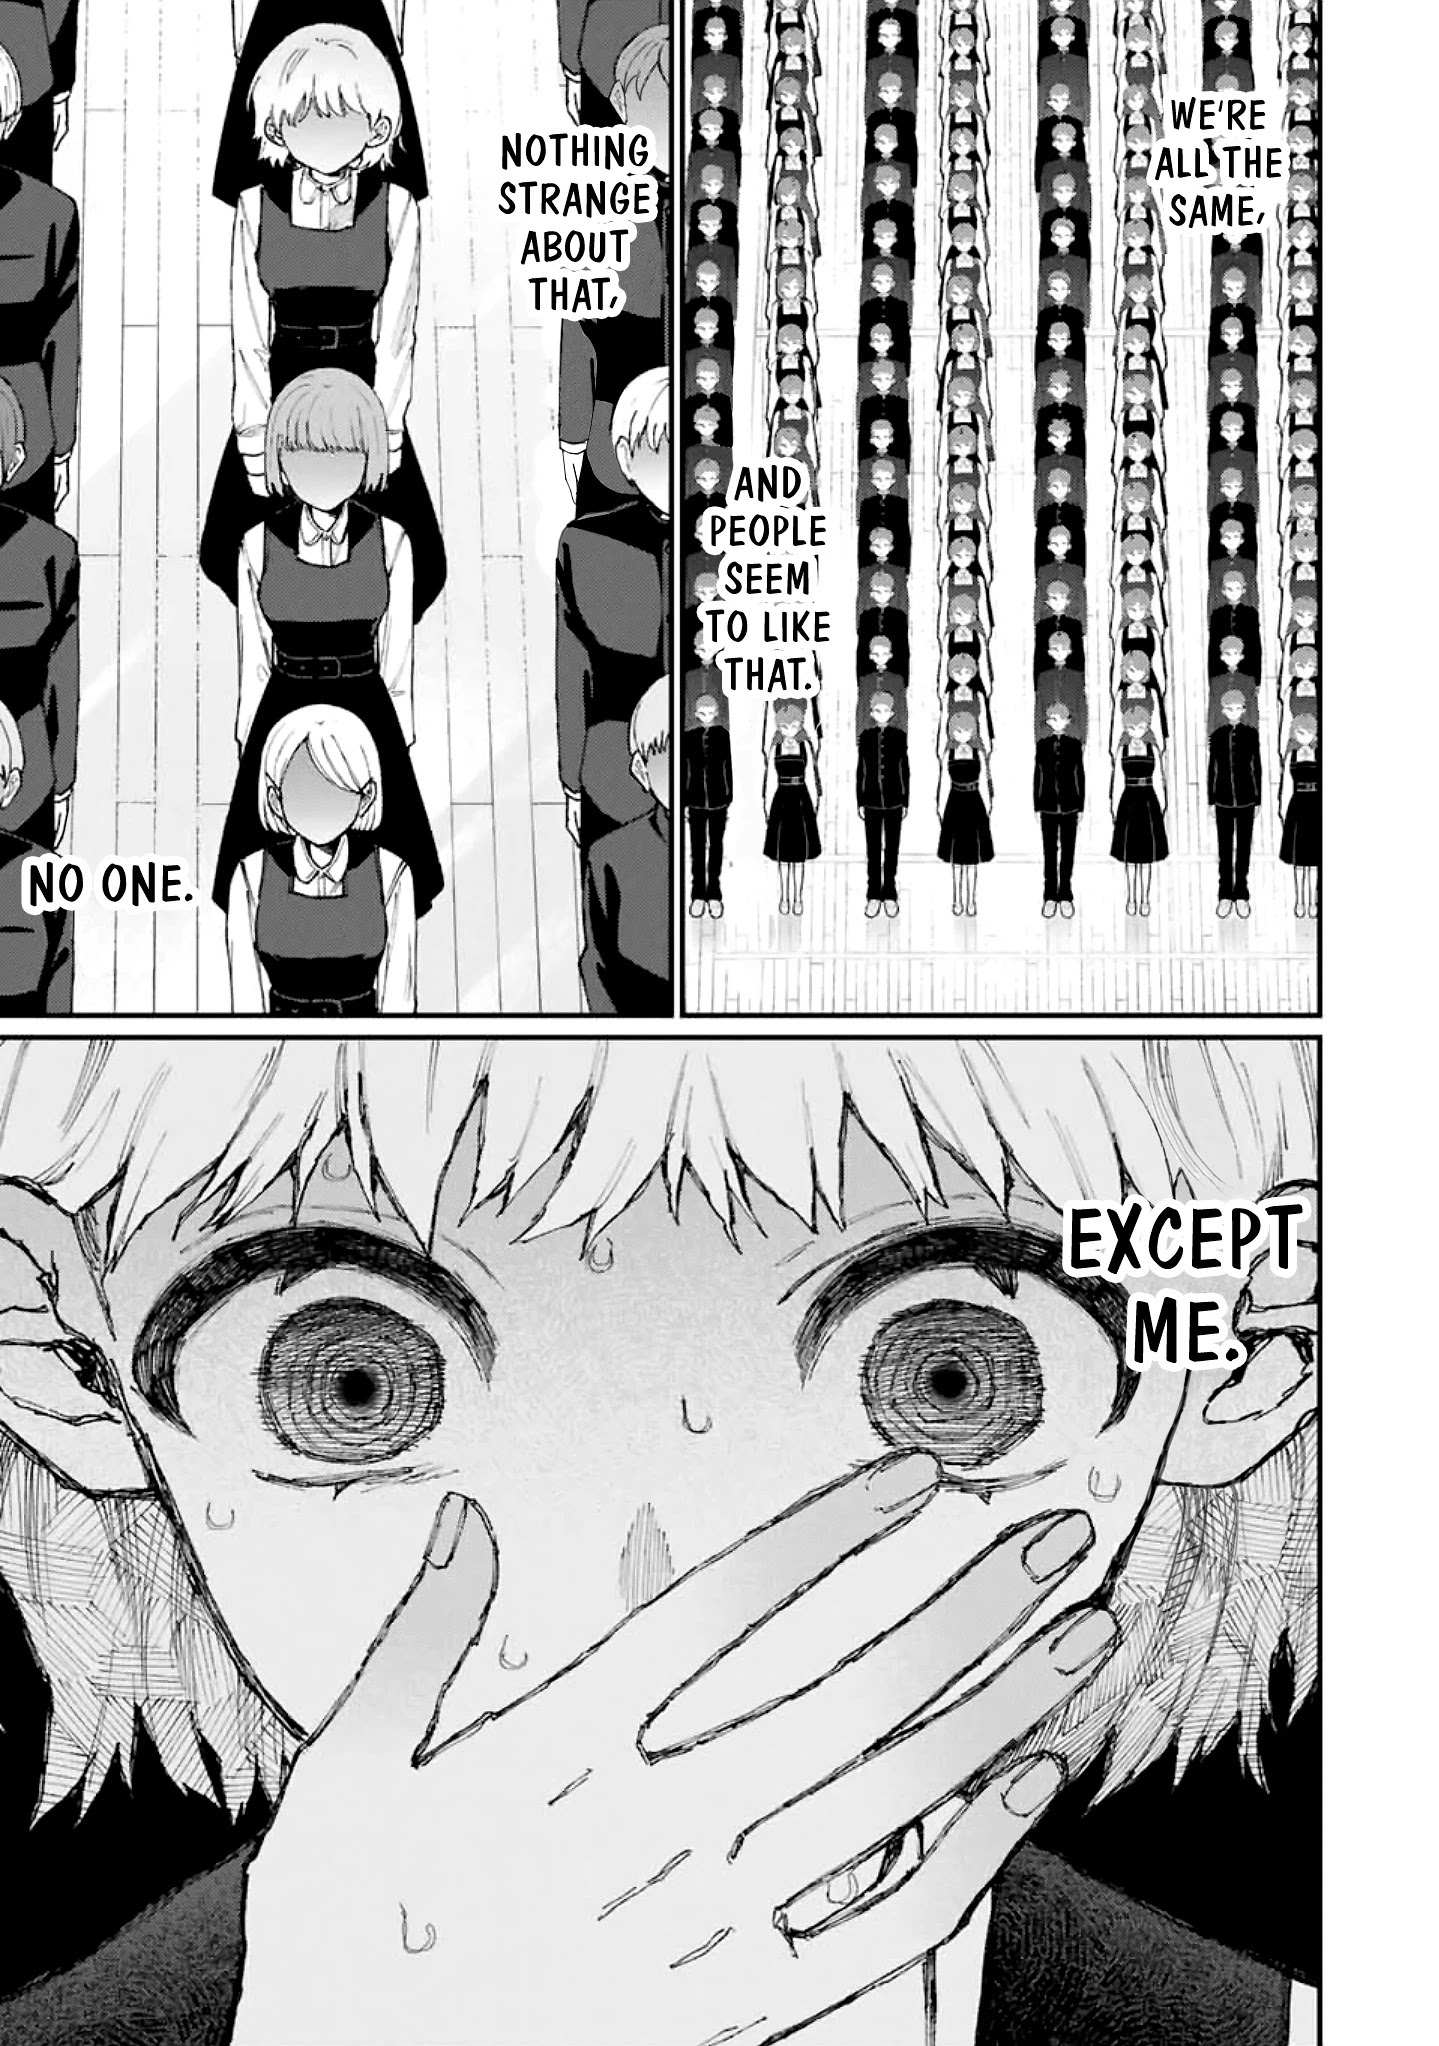 WE'RE
ALL THE
SAME,
AND
PEOPLE
SEEM
TO LIKE
THAT.
NOTHING
STRANGE
ABOUT
THAT,
NO ONE.
EXCEPT
ME.